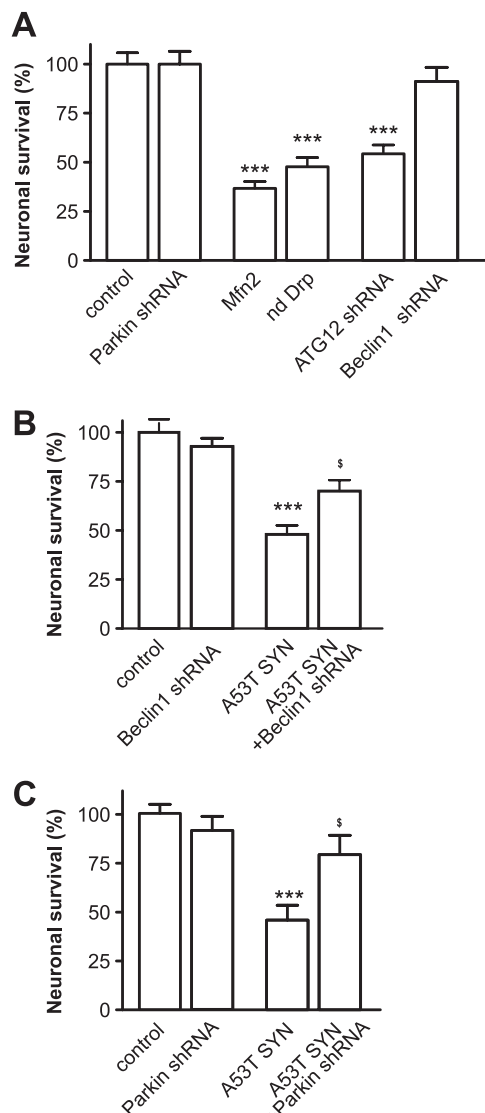 A
Neuronal survival (%)
100
75
50
25
0
***
***
***
control
Parkin shRNA
Mfn2
nd Drp
ATG12 shRNA
Beclin1 shRNA
B
Neuronal survival (%)
100
75
50
25
0
***
$
control
Beclin1 shRNA
A53T SYN
A53T SYN
+Beclin1 shRNA
C
Neuronal survival (%)
100
75
50
25
0
***
$
control
Parkin shRNA
A53T SYN
A53T SYN
Parkin shRNA